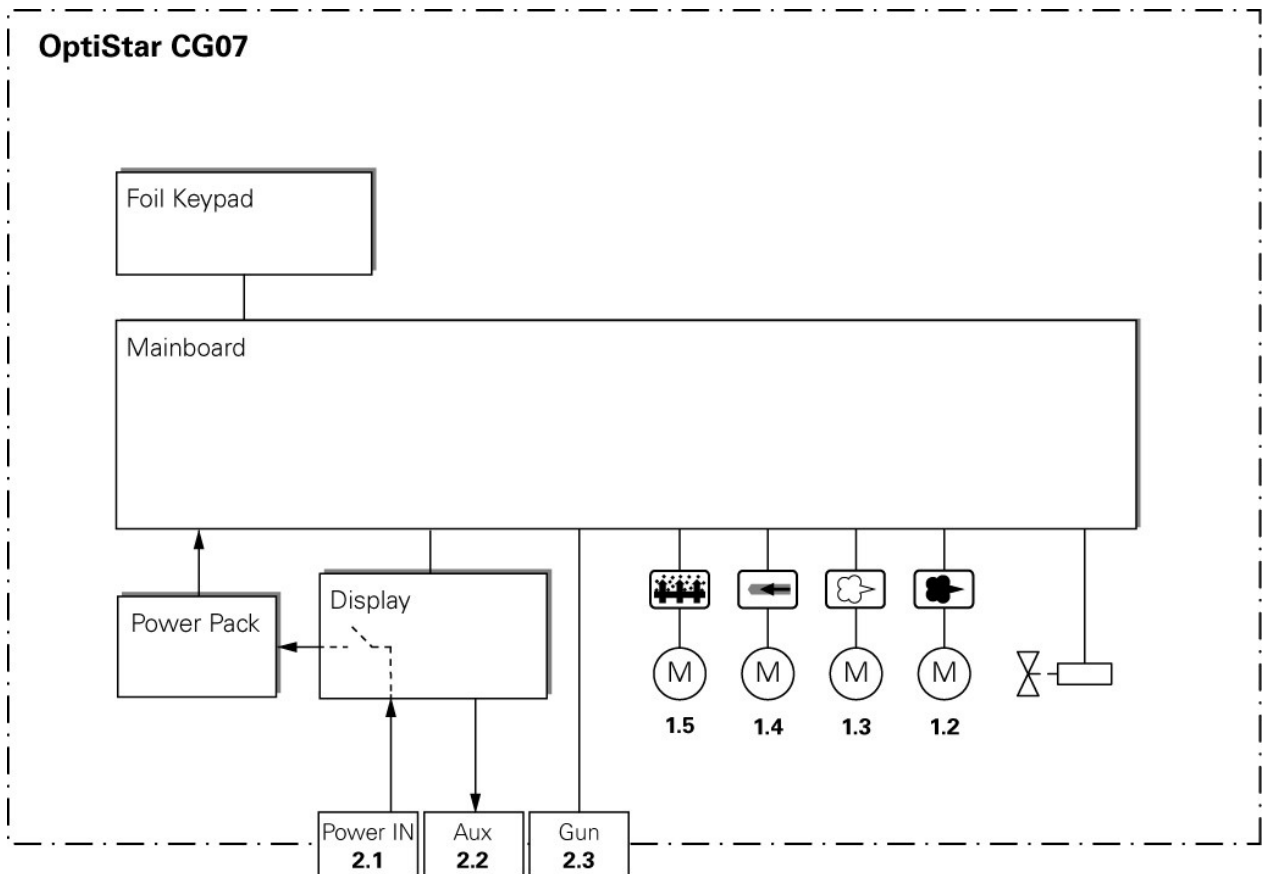 OptiStar CG07
Foil Keypad
Mainboard
Power Pack
Display
M
M
M
M
1.5
1.4
1.3
1.2
Power IN
2.1
Aux
2.2
Gun
2.3